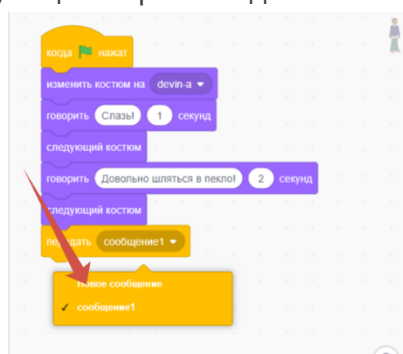 когда нажат
изменить костюм на devin-a
говорить Слазь! 1 секунд
следующий костюм
говорить Довольно шляться в пекло! 2 секунд
следующий костюм
передать сообщение1
Новое сообщение
✓ сообщение1